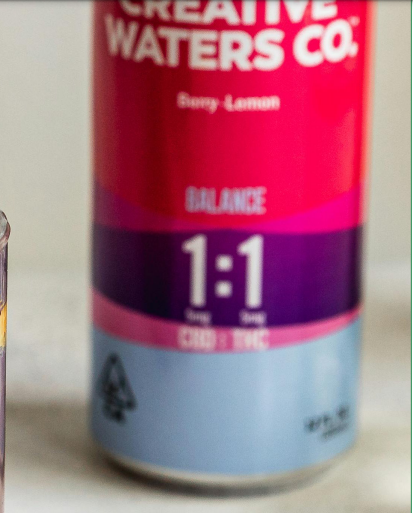 CREATIVE
WATERS CO.
Berry-Lemon
BALANCE
1:1
5mg 5mg
CBD : THC